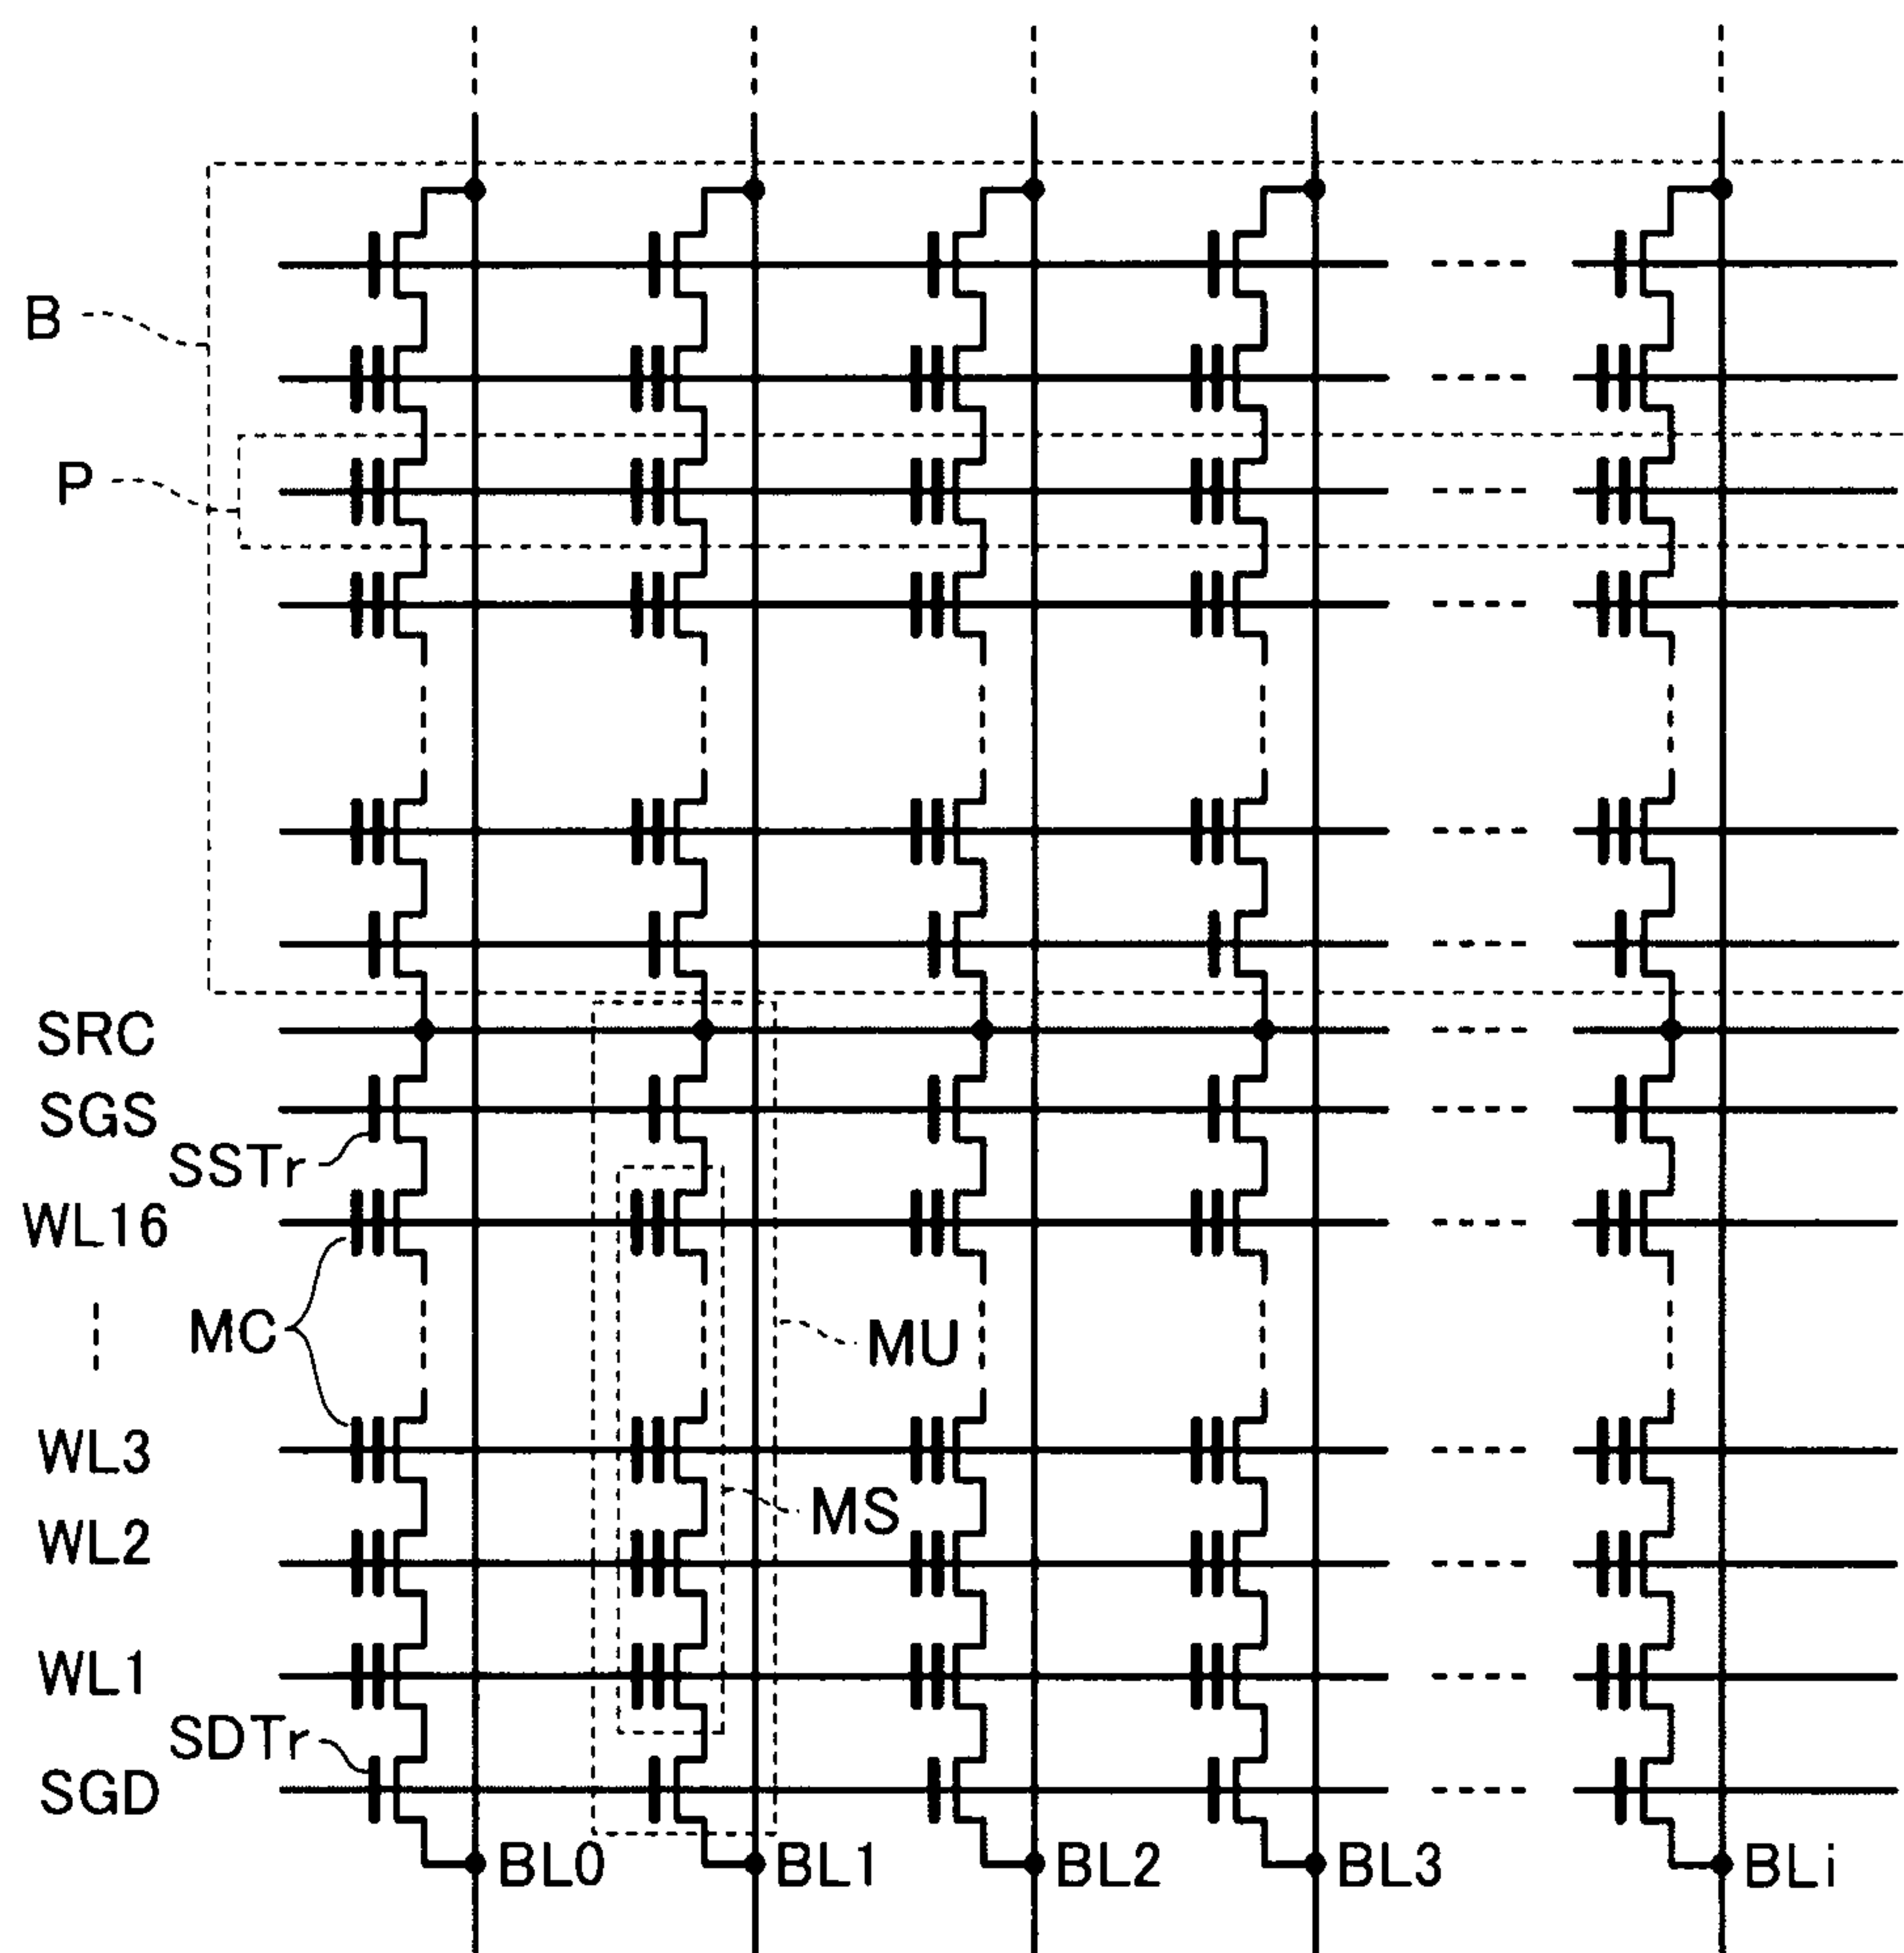 B
P
SRC
SGS
SSTr
WL16
MC
MU
WL3
MS
WL2
WL1
SDTr
SGD
BL0
BL1
BL2
BL3
BLi